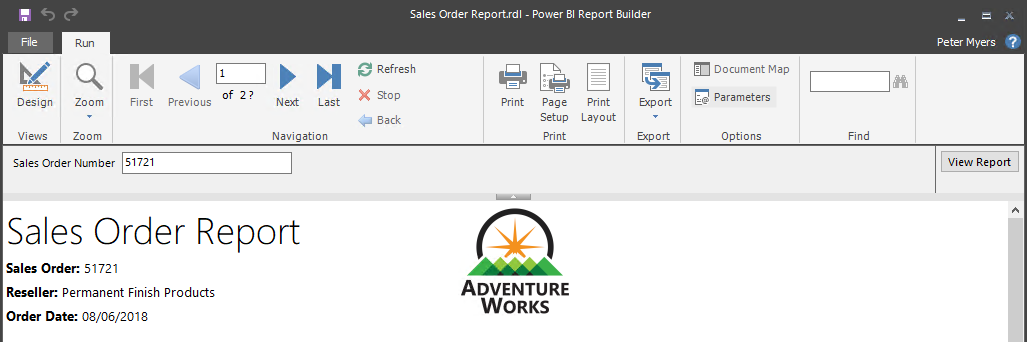 Sales Order Report.rdl - Power BI Report Builder
File Run Peter Myers ?
1 Refresh Document Map
of 2 ? Stop Parameters
Design Zoom First Previous Next Last Back Print Page Setup Print Layout Export
Views Zoom Navigation Print Export Options Find
Sales Order Number 51721 View Report
Sales Order Report
Sales Order: 51721
Reseller: Permanent Finish Products
Order Date: 08/06/2018
ADVENTURE
WORKS